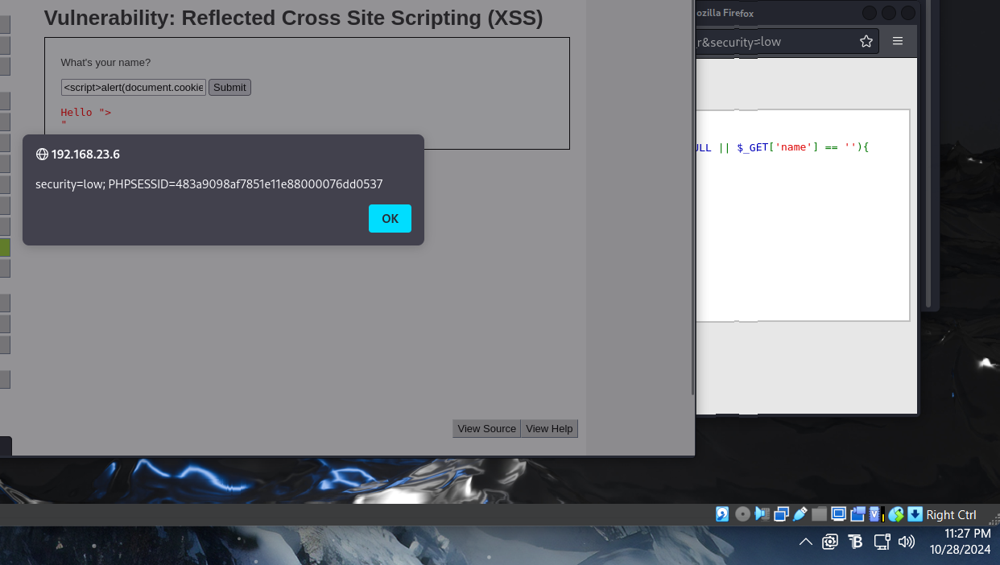 Vulnerability: Reflected Cross Site Scripting (XSS)
ozilla Firefox
r&security=low
What's your name?
<script>alert(document.cookie
Submit
Hello ">
"
192.168.23.6
security=low; PHPSESSID=483a9098af7851e11e88000076dd0537
OK
ULL || $_GET['name'] == ''){
View Source
View Help
Right Ctrl
11:27 PM
10/28/2024